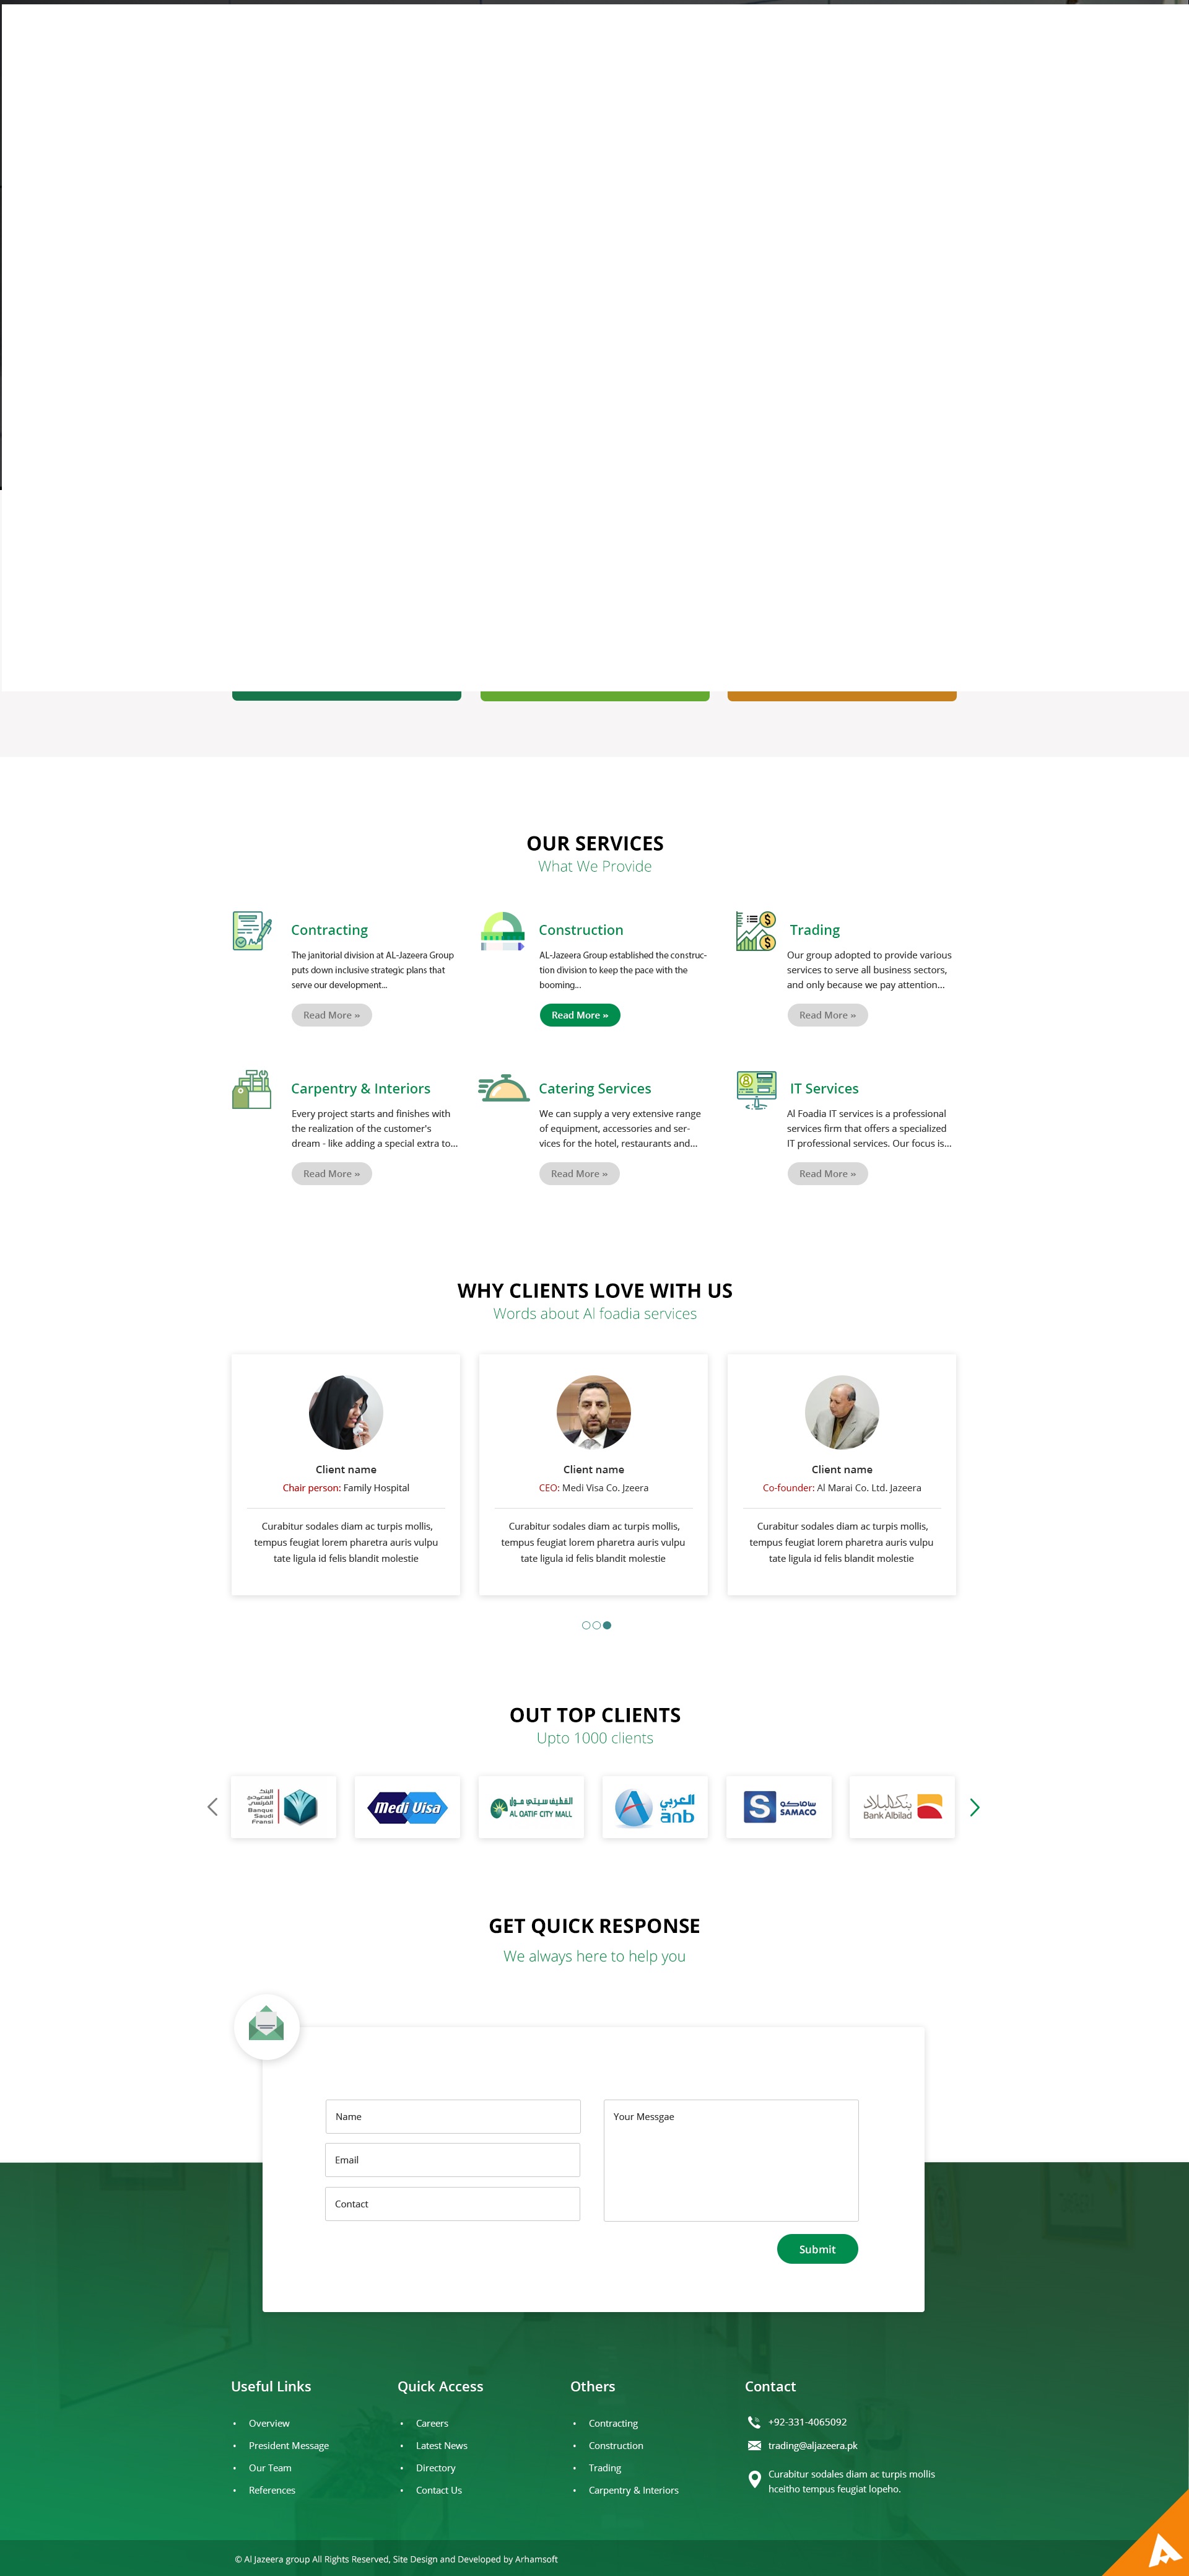 OUR SERVICES
What We Provide
Contracting
The janitorial division at AL-Jazeera Group
puts down inclusive strategic plans that
serve our development...
Read More »
Construction
AL-Jazeera Group established the construc-
tion division to keep the pace with the
booming...
Read More »
Trading
Our group adopted to provide various
services to serve all business sectors,
and only because we pay attention...
Read More »
Carpentry & Interiors
Every project starts and finishes with
the realization of the customer's
dream - like adding a special extra to...
Read More »
Catering Services
We can supply a very extensive range
of equipment, accessories and ser-
vices for the hotel, restaurants and...
Read More »
IT Services
Al Foadia IT services is a professional
services firm that offers a specialized
IT professional services. Our focus is...
Read More »
WHY CLIENTS LOVE WITH US
Words about Al foadia services
Client name
Chair person: Family Hospital
Curabitur sodales diam ac turpis mollis,
tempus feugiat lorem pharetra auris vulpu
tate ligula id felis blandit molestie
Client name
CEO: Medi Visa Co. Jzeera
Curabitur sodales diam ac turpis mollis,
tempus feugiat lorem pharetra auris vulpu
tate ligula id felis blandit molestie
Client name
Co-founder: Al Marai Co. Ltd. Jazeera
Curabitur sodales diam ac turpis mollis,
tempus feugiat lorem pharetra auris vulpu
tate ligula id felis blandit molestie
OUT TOP CLIENTS
Upto 1000 clients
البنك
السعودي
الفرنسي
Banque
Saudi
Fransi
Medi Visa
القطيف سيتي مول
AL QATIF CITY MALL
العربي
anb
S
ساماكو
SAMACO
بنك البلاد
Bank Albilad
GET QUICK RESPONSE
We always here to help you
Name
Email
Contact
Your Messgae
Submit
Useful Links
Overview
President Message
Our Team
References
Quick Access
Careers
Latest News
Directory
Contact Us
Others
Contracting
Construction
Trading
Carpentry & Interiors
Contact
+92-331-4065092
trading@aljazeera.pk
Curabitur sodales diam ac turpis mollis
hceitho tempus feugiat lopeho.
© Al Jazeera group All Rights Reserved, Site Design and Developed by Arhamsoft